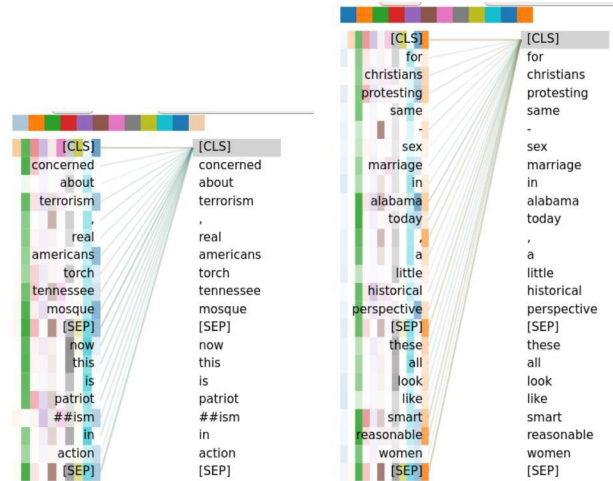 [CLS] [CLS]
concerned concerned
about about
terrorism terrorism
, ,
real real
americans americans
torch torch
tennessee tennessee
mosque mosque
[SEP] [SEP]
now now
this this
is is
patriot patriot
##ism ##ism
in in
action action
[SEP] [SEP]
[CLS] [CLS]
for for
christians christians
protesting protesting
same same
- -
sex sex
marriage marriage
in in
alabama alabama
today today
, ,
a a
little little
historical historical
perspective perspective
[SEP] [SEP]
these these
all all
look look
like like
smart smart
reasonable reasonable
women women
[SEP] [SEP]